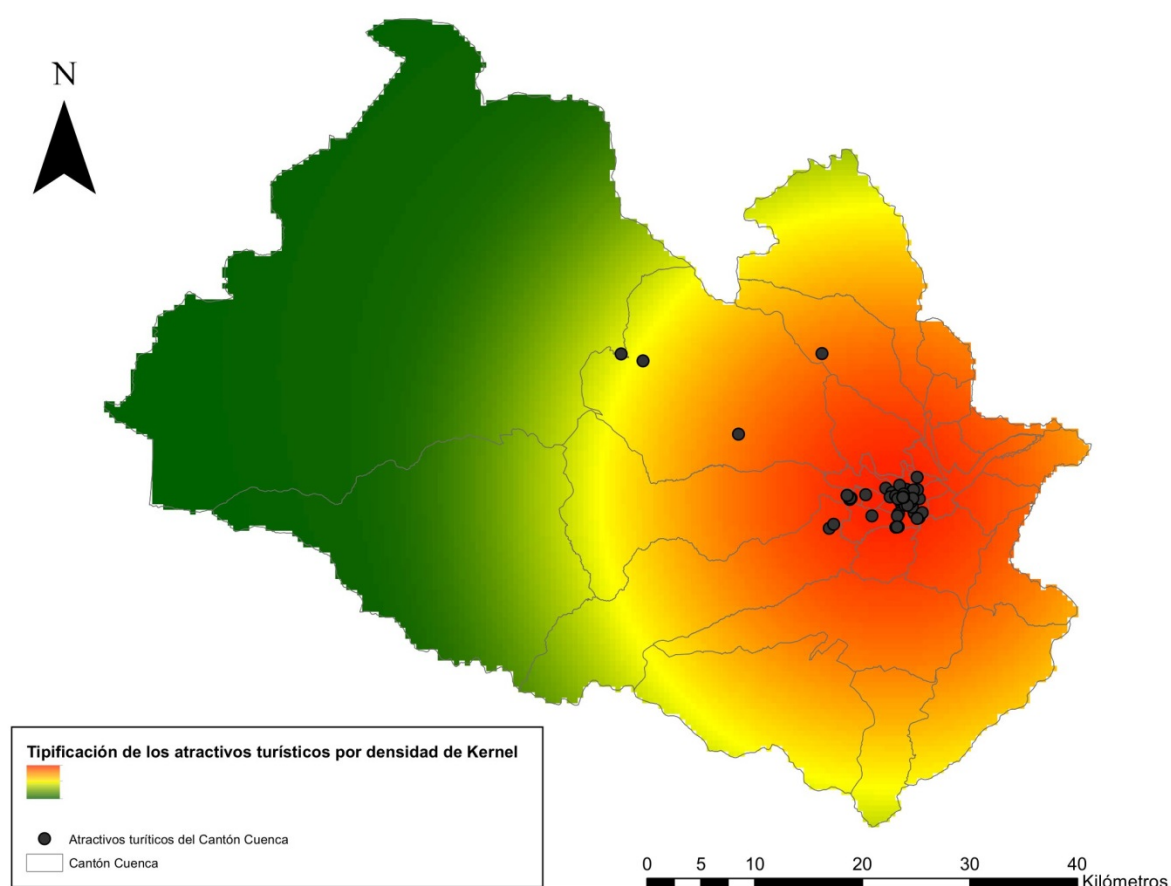 N
Tipificación de los atractivos turísticos por densidad de Kernel
Atractivos turíticos del Cantón Cuenca
Cantón Cuenca
0 5 10 20 30 40
Kilómetros